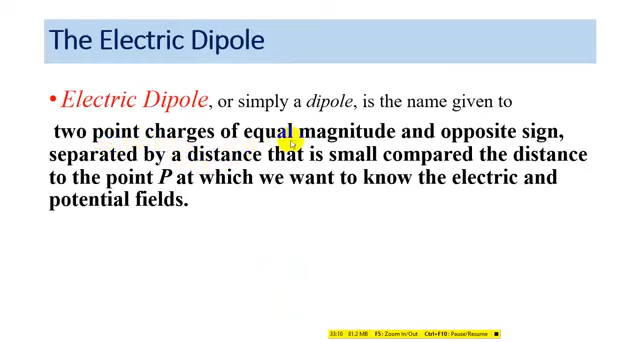 The Electric Dipole
• Electric Dipole, or simply a dipole, is the name given to
two point charges of equal magnitude and opposite sign,
separated by a distance that is small compared the distance
to the point P at which we want to know the electric and
potential fields.
33:16 | 81.2 MB | F5: Zoom In/Out Ctrl+F10: Pause/Resume